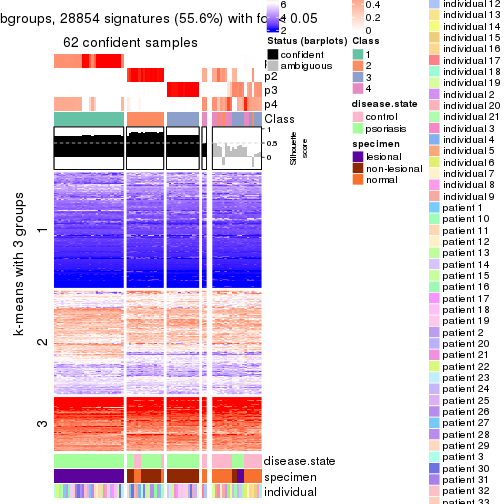 bgroups, 28854 signatures (55.6%) with fdr < 0.05
62 confident samples
p2
p3
p4
Class
1
0.5
0
Silhouette
score
k-means with 3 groups
1
2
3
disease.state
specimen
individual
6
4
2
Status (barplots)
confident
ambiguous
0.4
0.2
0
Class
1
2
3
4
disease.state
control
psoriasis
specimen
lesional
non-lesional
normal
individual 12
individual 13
individual 14
individual 15
individual 16
individual 17
individual 18
individual 19
individual 2
individual 20
individual 21
individual 3
individual 4
individual 5
individual 6
individual 7
individual 8
individual 9
patient 1
patient 10
patient 11
patient 12
patient 13
patient 14
patient 15
patient 16
patient 17
patient 18
patient 19
patient 2
patient 20
patient 21
patient 22
patient 23
patient 24
patient 25
patient 26
patient 27
patient 28
patient 29
patient 3
patient 30
patient 31
patient 32
patient 33